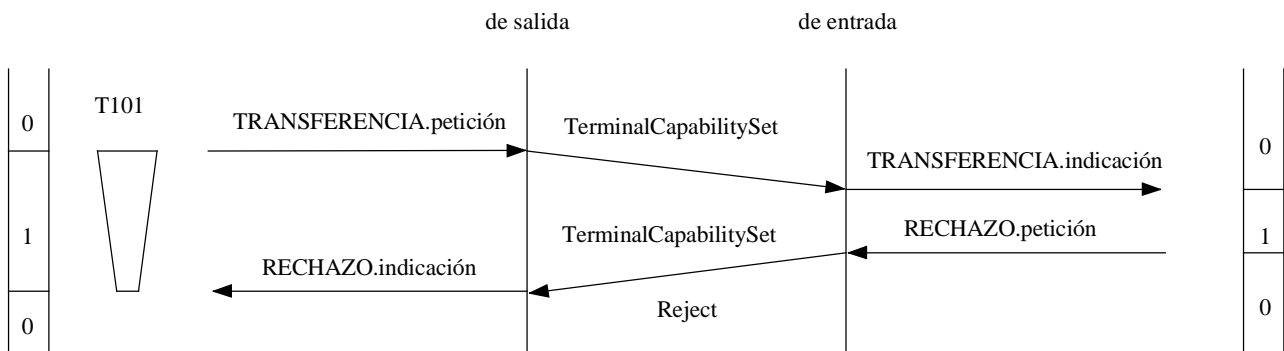 de salida
de entrada
T101
0
TRANSFERENCIA.petición
TerminalCapabilitySet
TRANSFERENCIA.indicación
0
1
RECHAZO.indicación
TerminalCapabilitySet
Reject
RECHAZO.petición
1
0
0